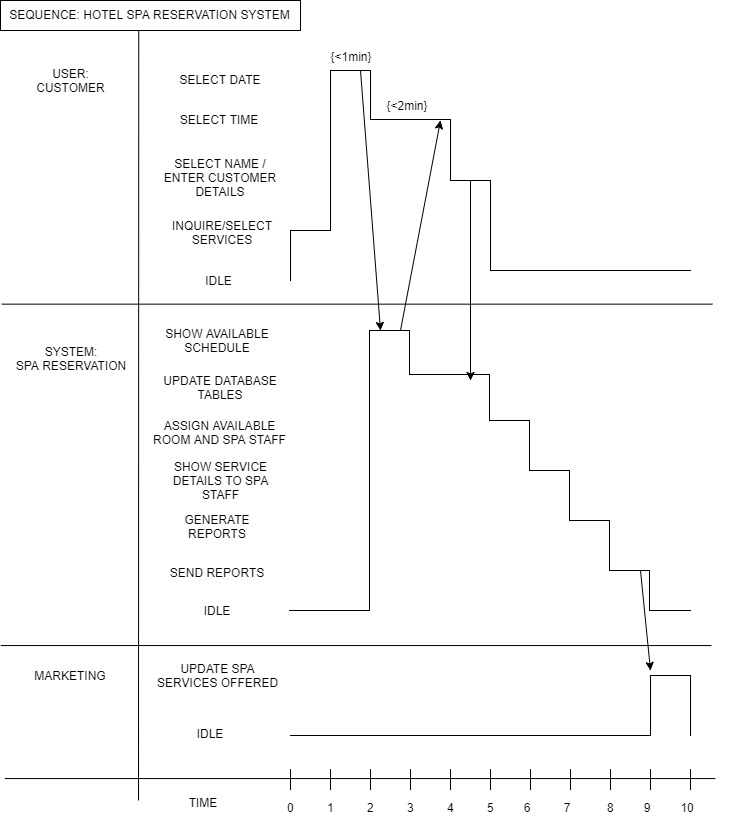 SEQUENCE: HOTEL SPA RESERVATION SYSTEM
{<1min}
USER:
CUSTOMER
SELECT DATE
{<2min}
SELECT TIME
SELECT NAME /
ENTER CUSTOMER
DETAILS
INQUIRE/SELECT
SERVICES
IDLE
SYSTEM:
SPA RESERVATION
SHOW AVAILABLE
SCHEDULE
UPDATE DATABASE
TABLES
ASSIGN AVAILABLE
ROOM AND SPA STAFF
SHOW SERVICE
DETAILS TO SPA
STAFF
GENERATE
REPORTS
SEND REPORTS
IDLE
MARKETING
UPDATE SPA
SERVICES OFFERED
IDLE
TIME
0 1 2 3 4 5 6 7 8 9 10